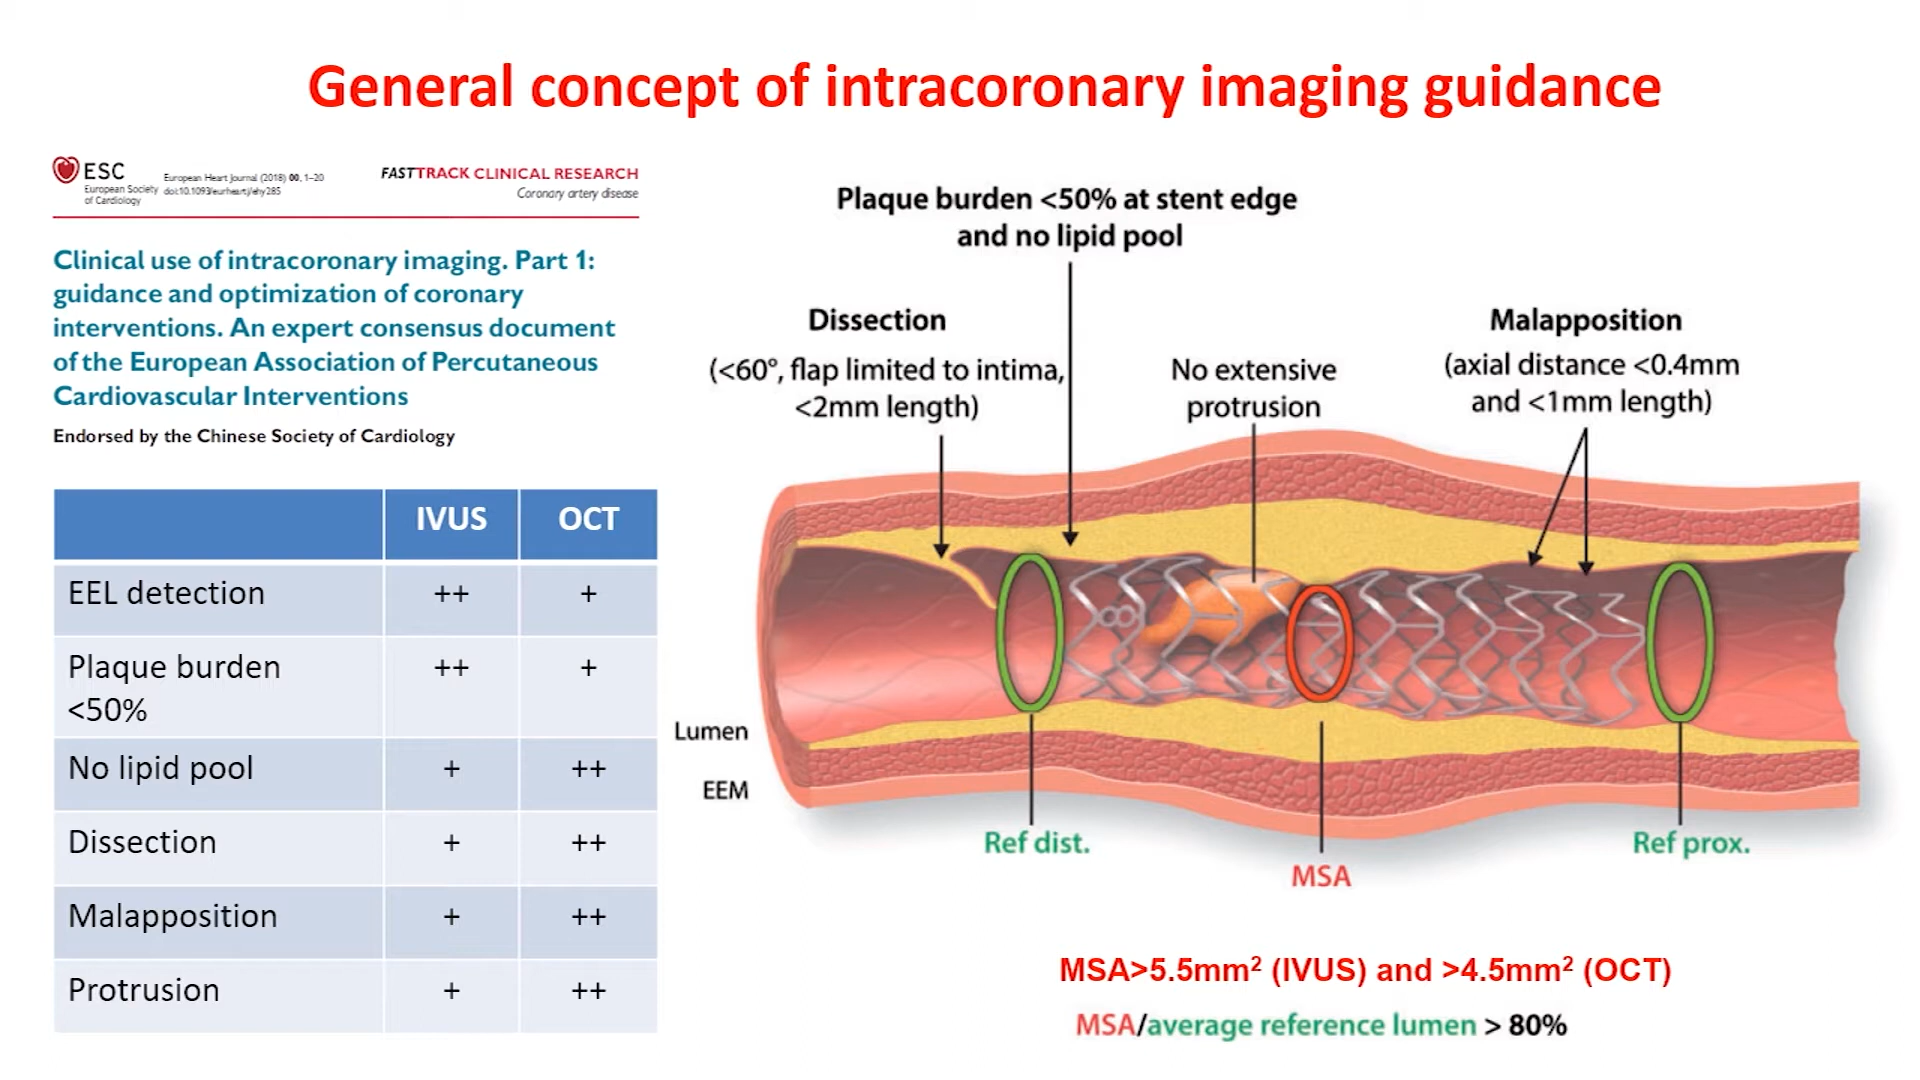 General concept of intracoronary imaging guidance
ESC
European Society
of Cardiology
European Heart Journal (2018) 00, 1–20
doi:10.1093/eurheartj/ehy285
FASTTRACK CLINICAL RESEARCH
Coronary artery disease
Clinical use of intracoronary imaging. Part 1:
guidance and optimization of coronary
interventions. An expert consensus document
of the European Association of Percutaneous
Cardiovascular Interventions
Endorsed by the Chinese Society of Cardiology
IVUS OCT
EEL detection ++ +
Plaque burden ++ +
<50%
No lipid pool + ++
Dissection + ++
Malapposition + ++
Protrusion + ++
Plaque burden <50% at stent edge
and no lipid pool
Dissection
(<60°, flap limited to intima,
<2mm length)
No extensive
protrusion
Malapposition
(axial distance <0.4mm
and <1mm length)
Lumen
EEM
Ref dist.
MSA
Ref prox.
MSA>5.5mm² (IVUS) and >4.5mm² (OCT)
MSA/average reference lumen > 80%